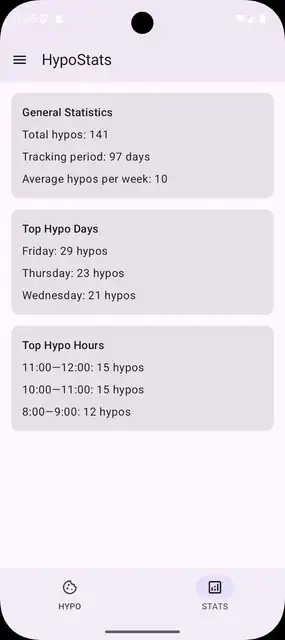 HypoStats
General Statistics
Total hypos: 141
Tracking period: 97 days
Average hypos per week: 10
Top Hypo Days
Friday: 29 hypos
Thursday: 23 hypos
Wednesday: 21 hypos
Top Hypo Hours
11:00—12:00: 15 hypos
10:00—11:00: 15 hypos
8:00—9:00: 12 hypos
HYPO
STATS